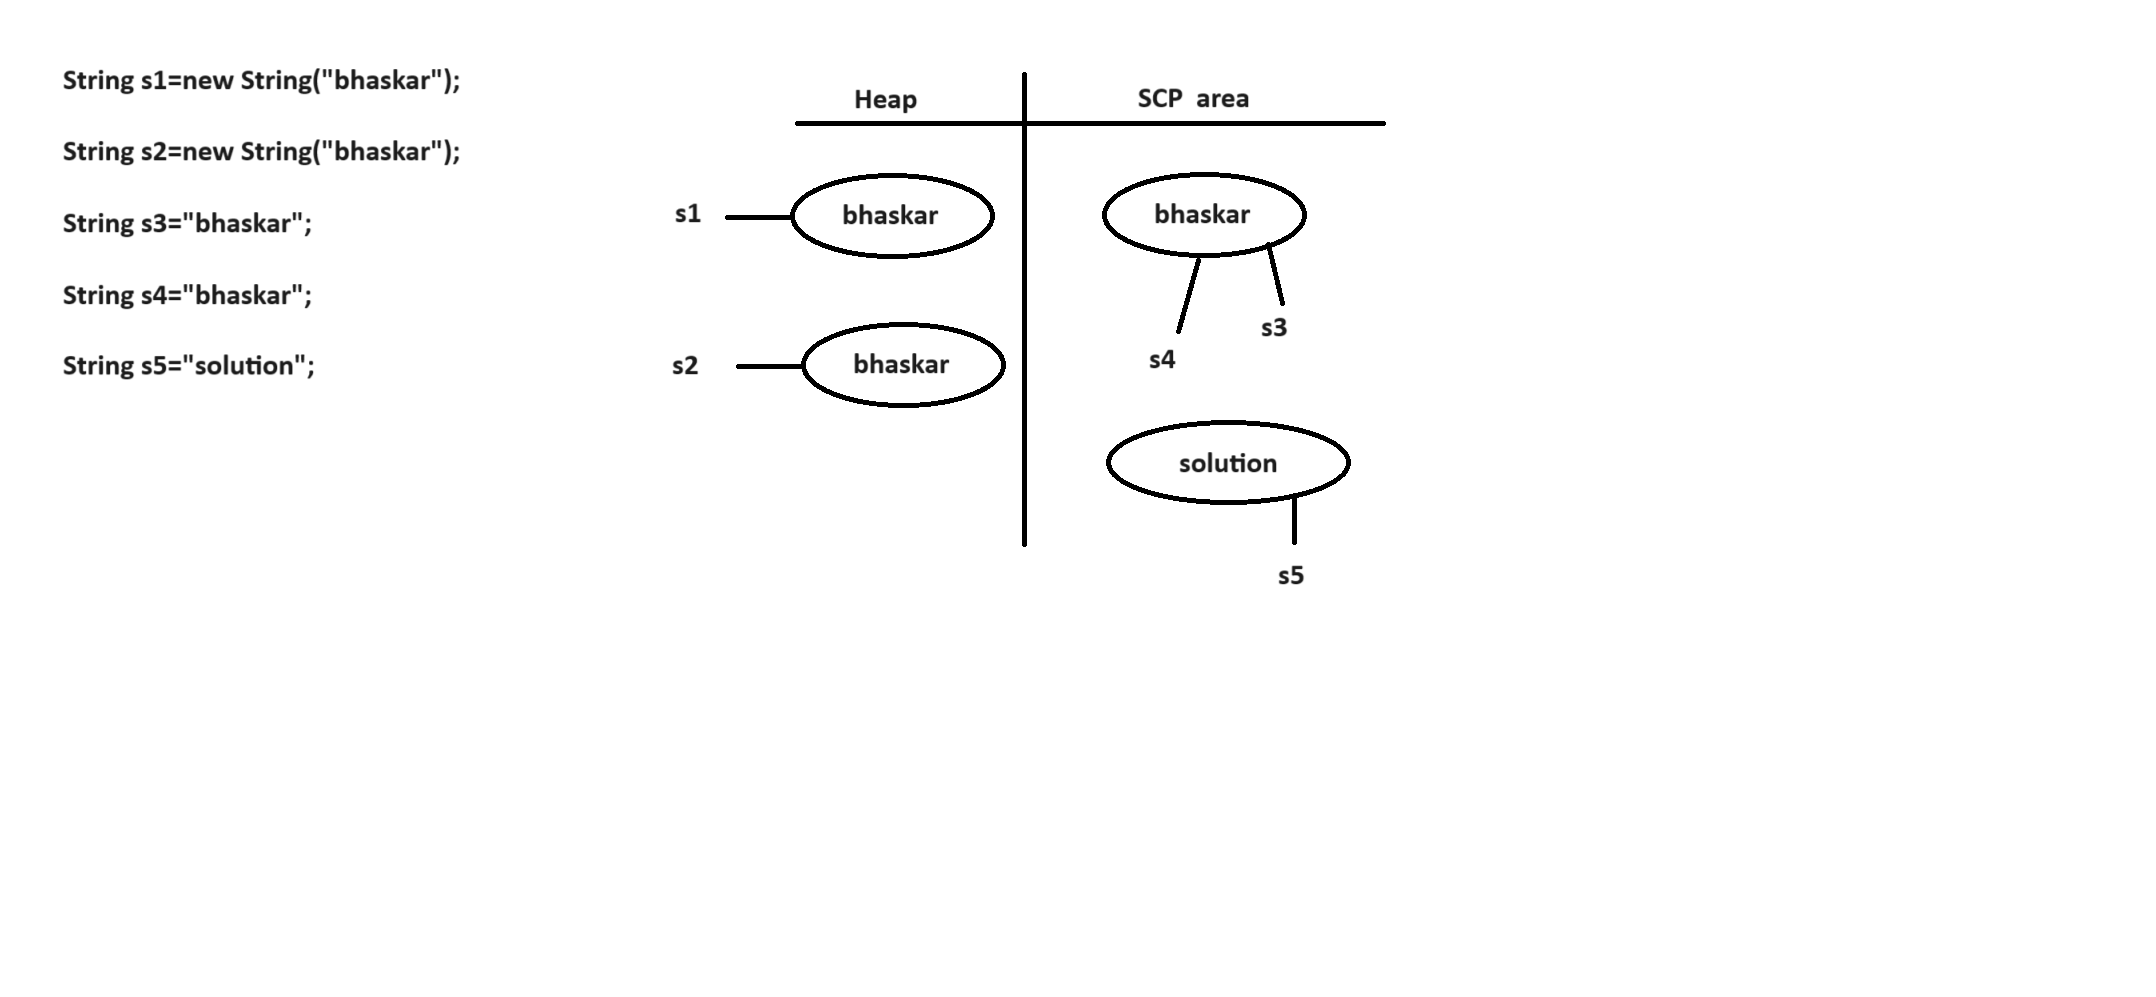 String s1=new String("bhaskar");
String s2=new String("bhaskar");
String s3="bhaskar";
String s4="bhaskar";
String s5="solution";
Heap
SCP area
s1
bhaskar
bhaskar
s3
s4
s2
bhaskar
solution
s5